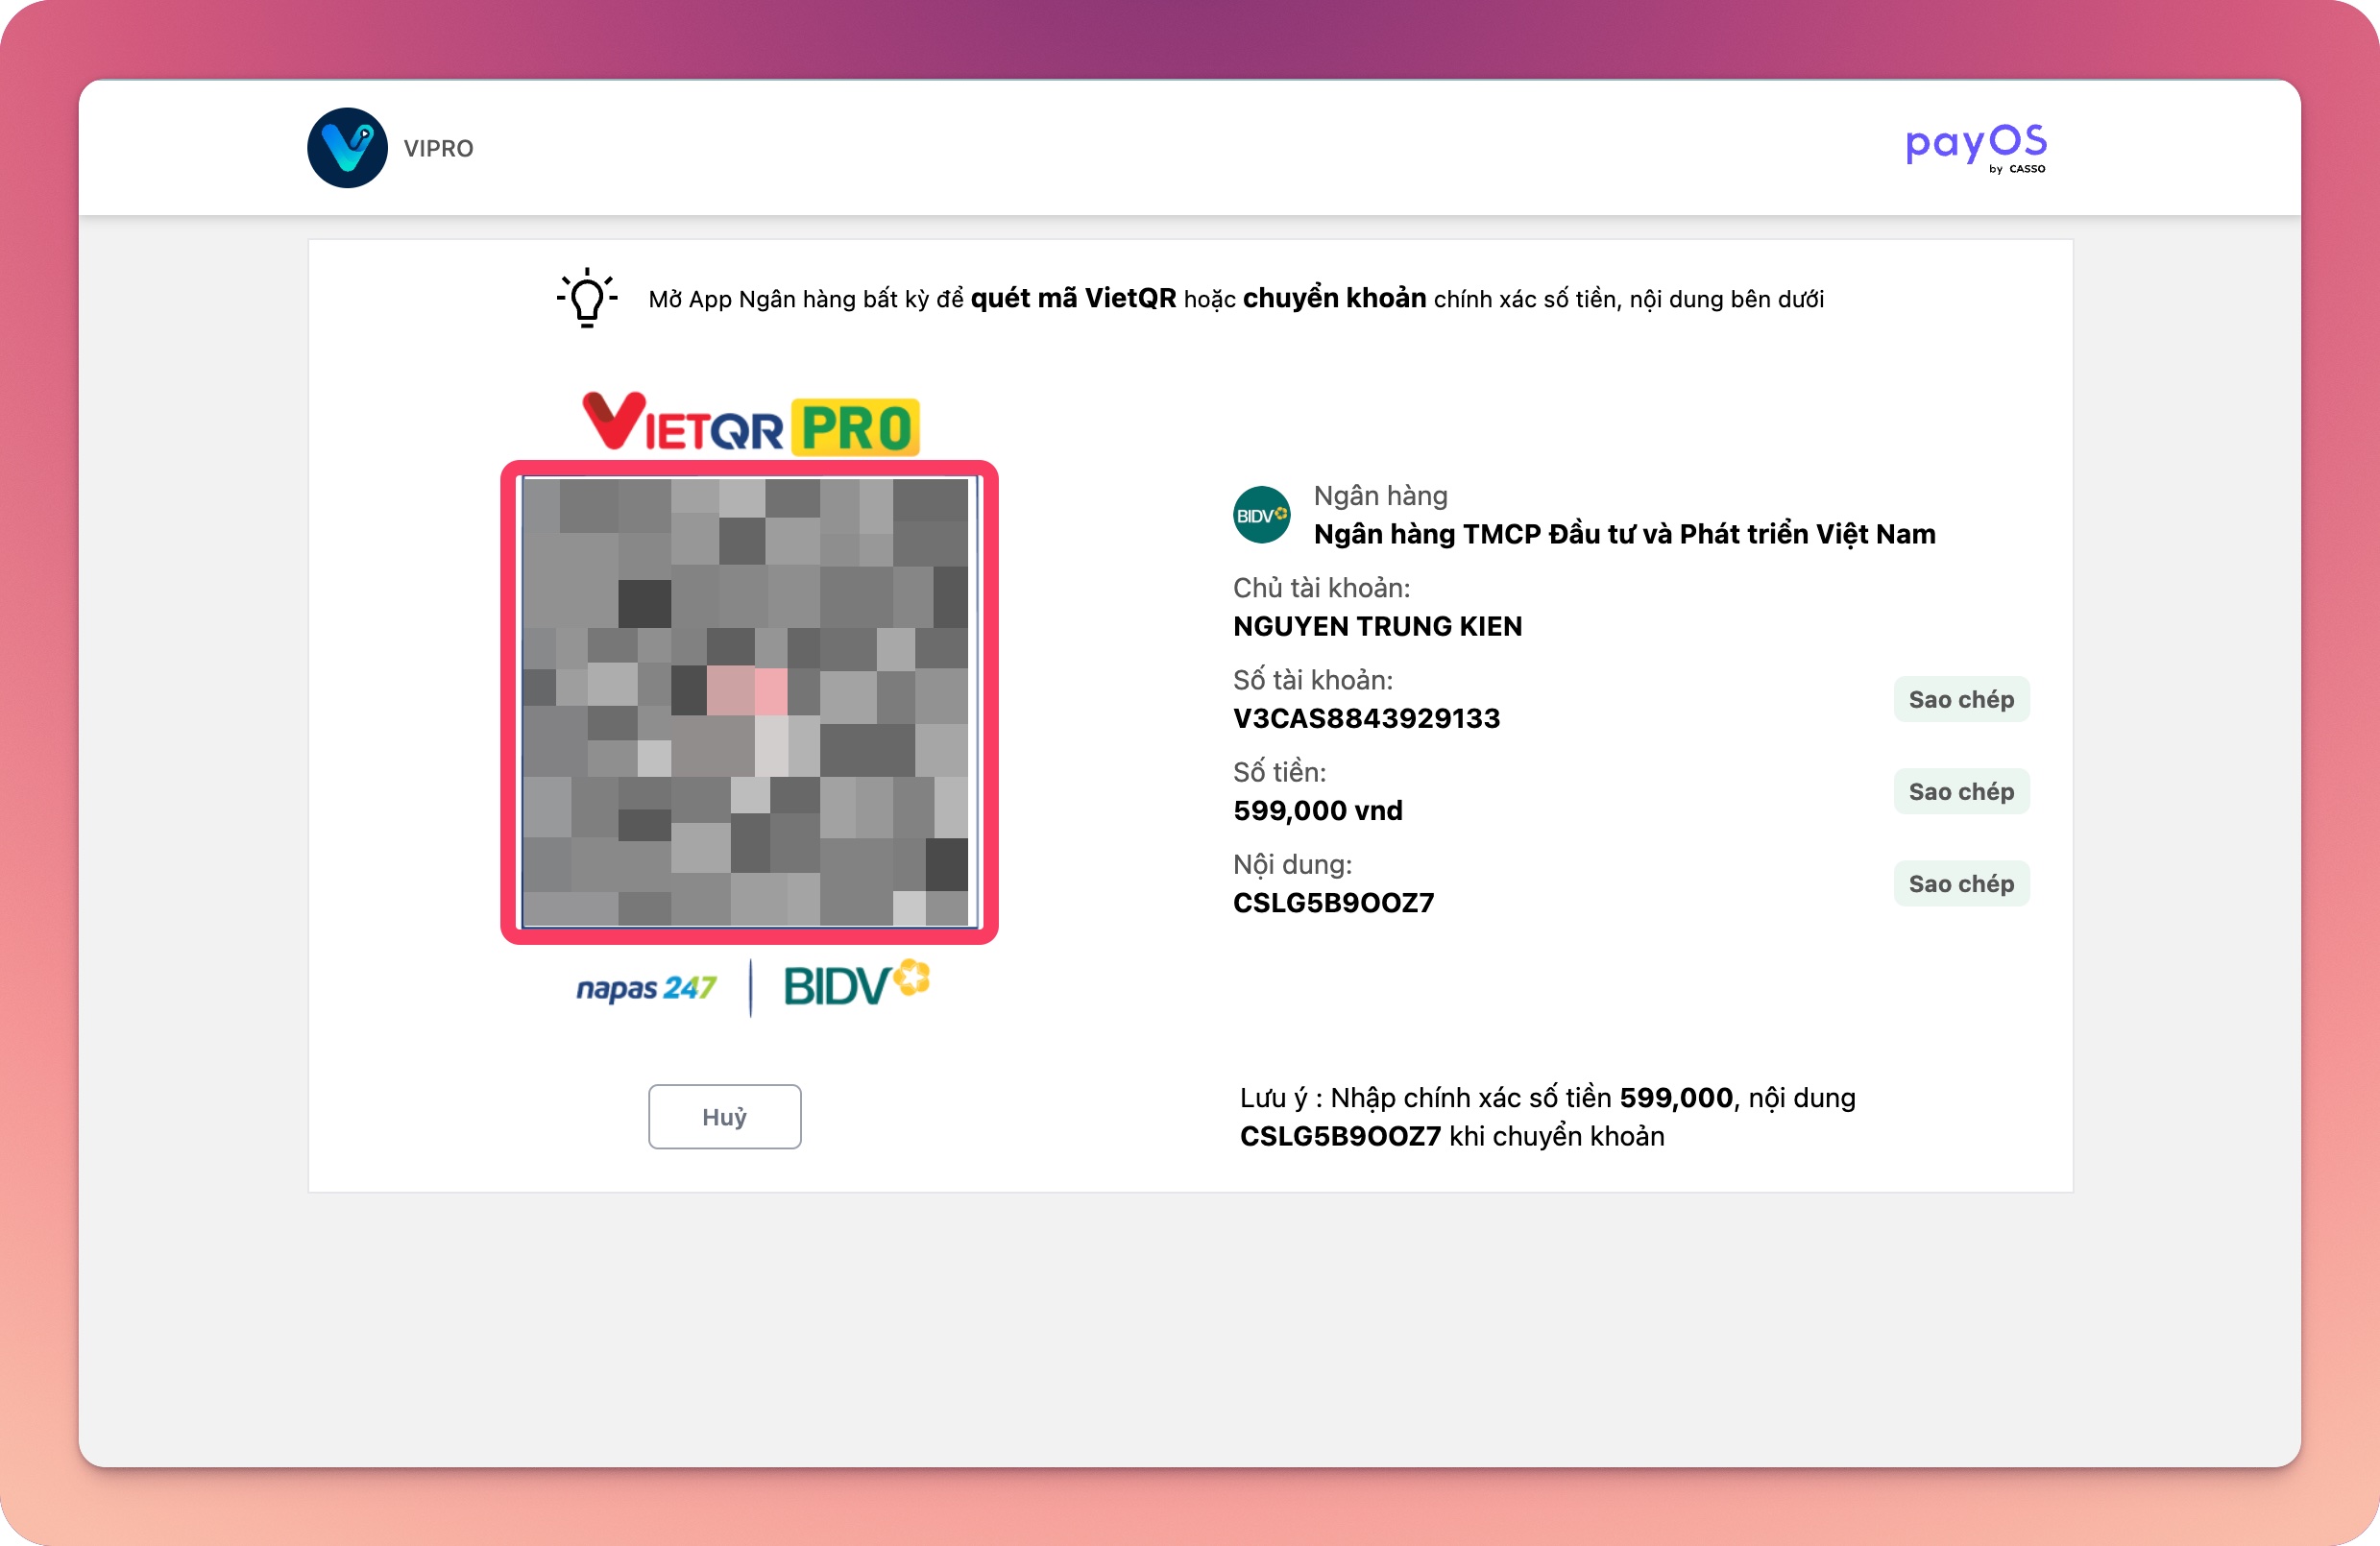 VIPRO
payOS
by CASSO
Mở App Ngân hàng bất kỳ để quét mã VietQR hoặc chuyển khoản chính xác số tiền, nội dung bên dưới
VIETQR PRO
BIDV
Ngân hàng
Ngân hàng TMCP Đầu tư và Phát triển Việt Nam
Chủ tài khoản:
NGUYEN TRUNG KIEN
Số tài khoản:
V3CAS8843929133
Sao chép
Số tiền:
599,000 vnd
Sao chép
Nội dung:
CSLG5B9OOZ7
Sao chép
napas 247
BIDV
Huỷ
Lưu ý : Nhập chính xác số tiền 599,000, nội dung
CSLG5B9OOZ7 khi chuyển khoản